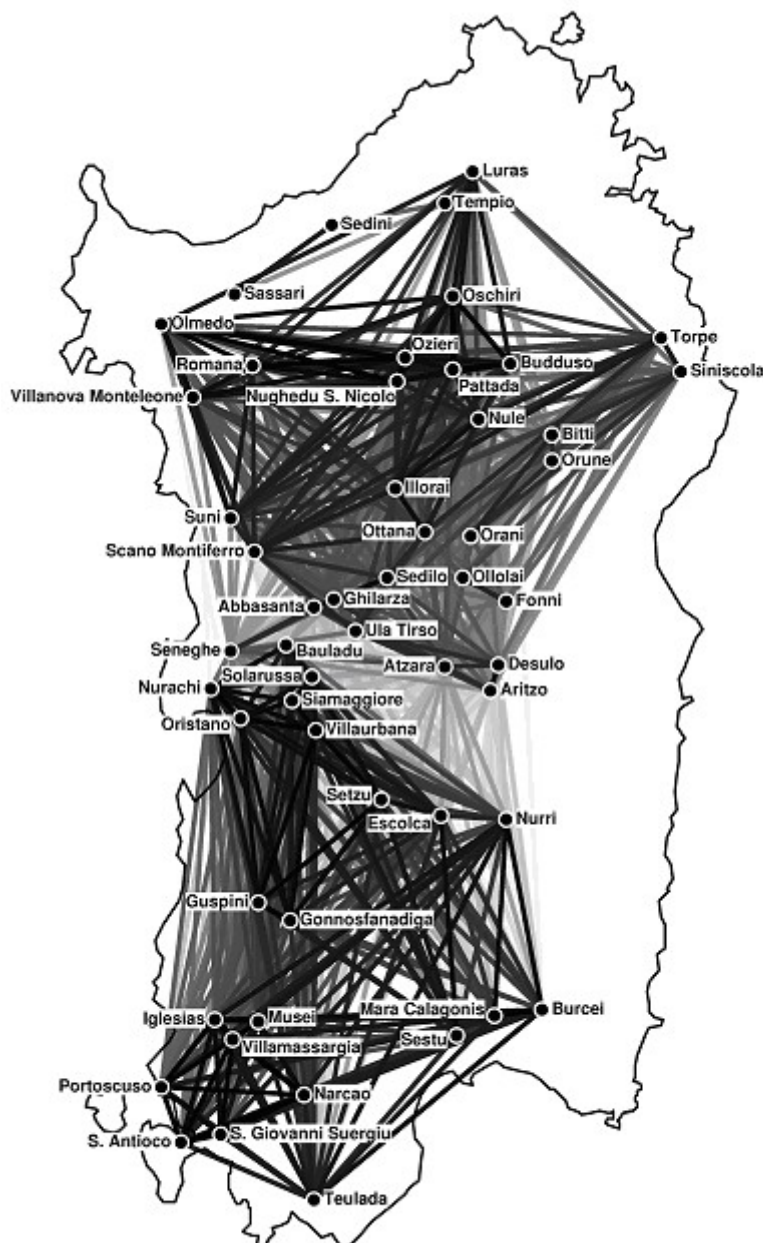 Luras
Tempio
Sedini
Sassari
Oschiri
Olmedo
Torpe
Ozieri
Romana
Budduso
Pattada
Siniscola
Villanova Monteleone
Nughedu S. Nicolo
Nule
Bitti
Orune
Illorai
Suni
Ottana
Orani
Scano Montiferro
Sedilo
Ollolai
Ghilarza
Fonni
Abbasanta
Ula Tirso
Seneghe
Bauladu
Atzara
Desulo
Solarussa
Nurachi
Aritzo
Siamaggiore
Oristano
Villaurbana
Setzu
Escolca
Nurri
Guspini
Gonnosfanadiga
Mara Calagonis
Burcei
Iglesias
Musei
Sestu
Villamassargia
Portoscuso
Narcao
S. Giovanni Suergiu
S. Antioco
Teulada